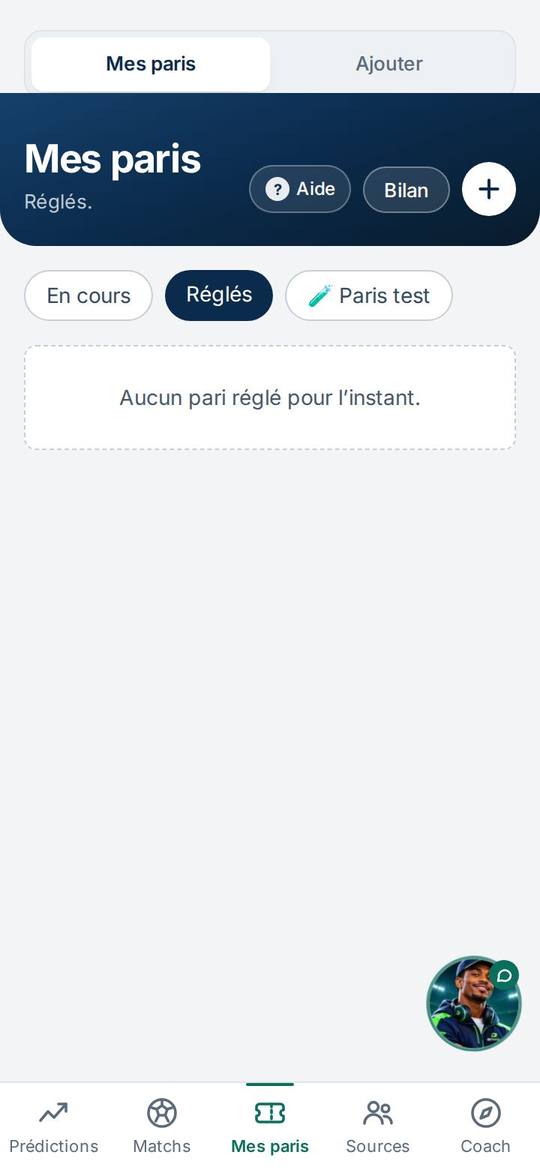 Mes paris
Ajouter
Mes paris
Réglés.
? Aide
Bilan
En cours
Réglés
Paris test
Aucun pari réglé pour l’instant.
Prédictions
Matchs
Mes paris
Sources
Coach